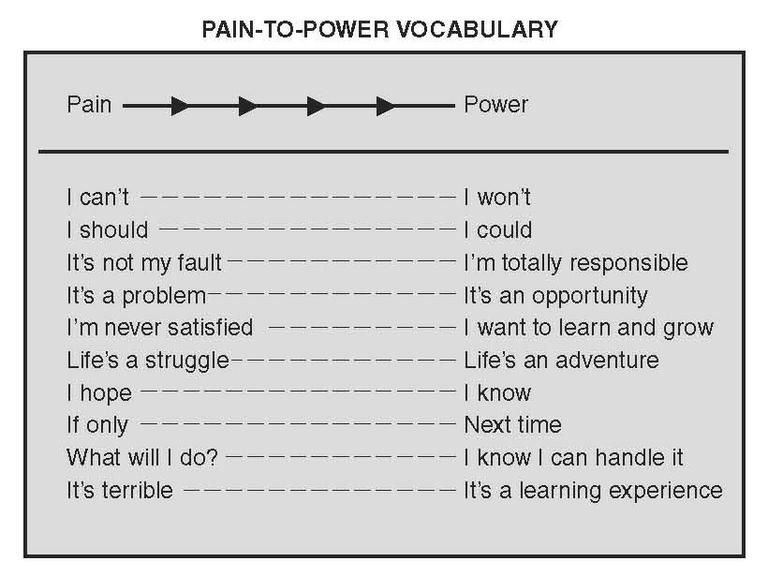 PAIN-TO-POWER VOCABULARY
Pain Power
I can't I won't
I should I could
It's not my fault I'm totally responsible
It's a problem It's an opportunity
I'm never satisfied I want to learn and grow
Life's a struggle Life's an adventure
I hope I know
If only Next time
What will I do? I know I can handle it
It's terrible It's a learning experience